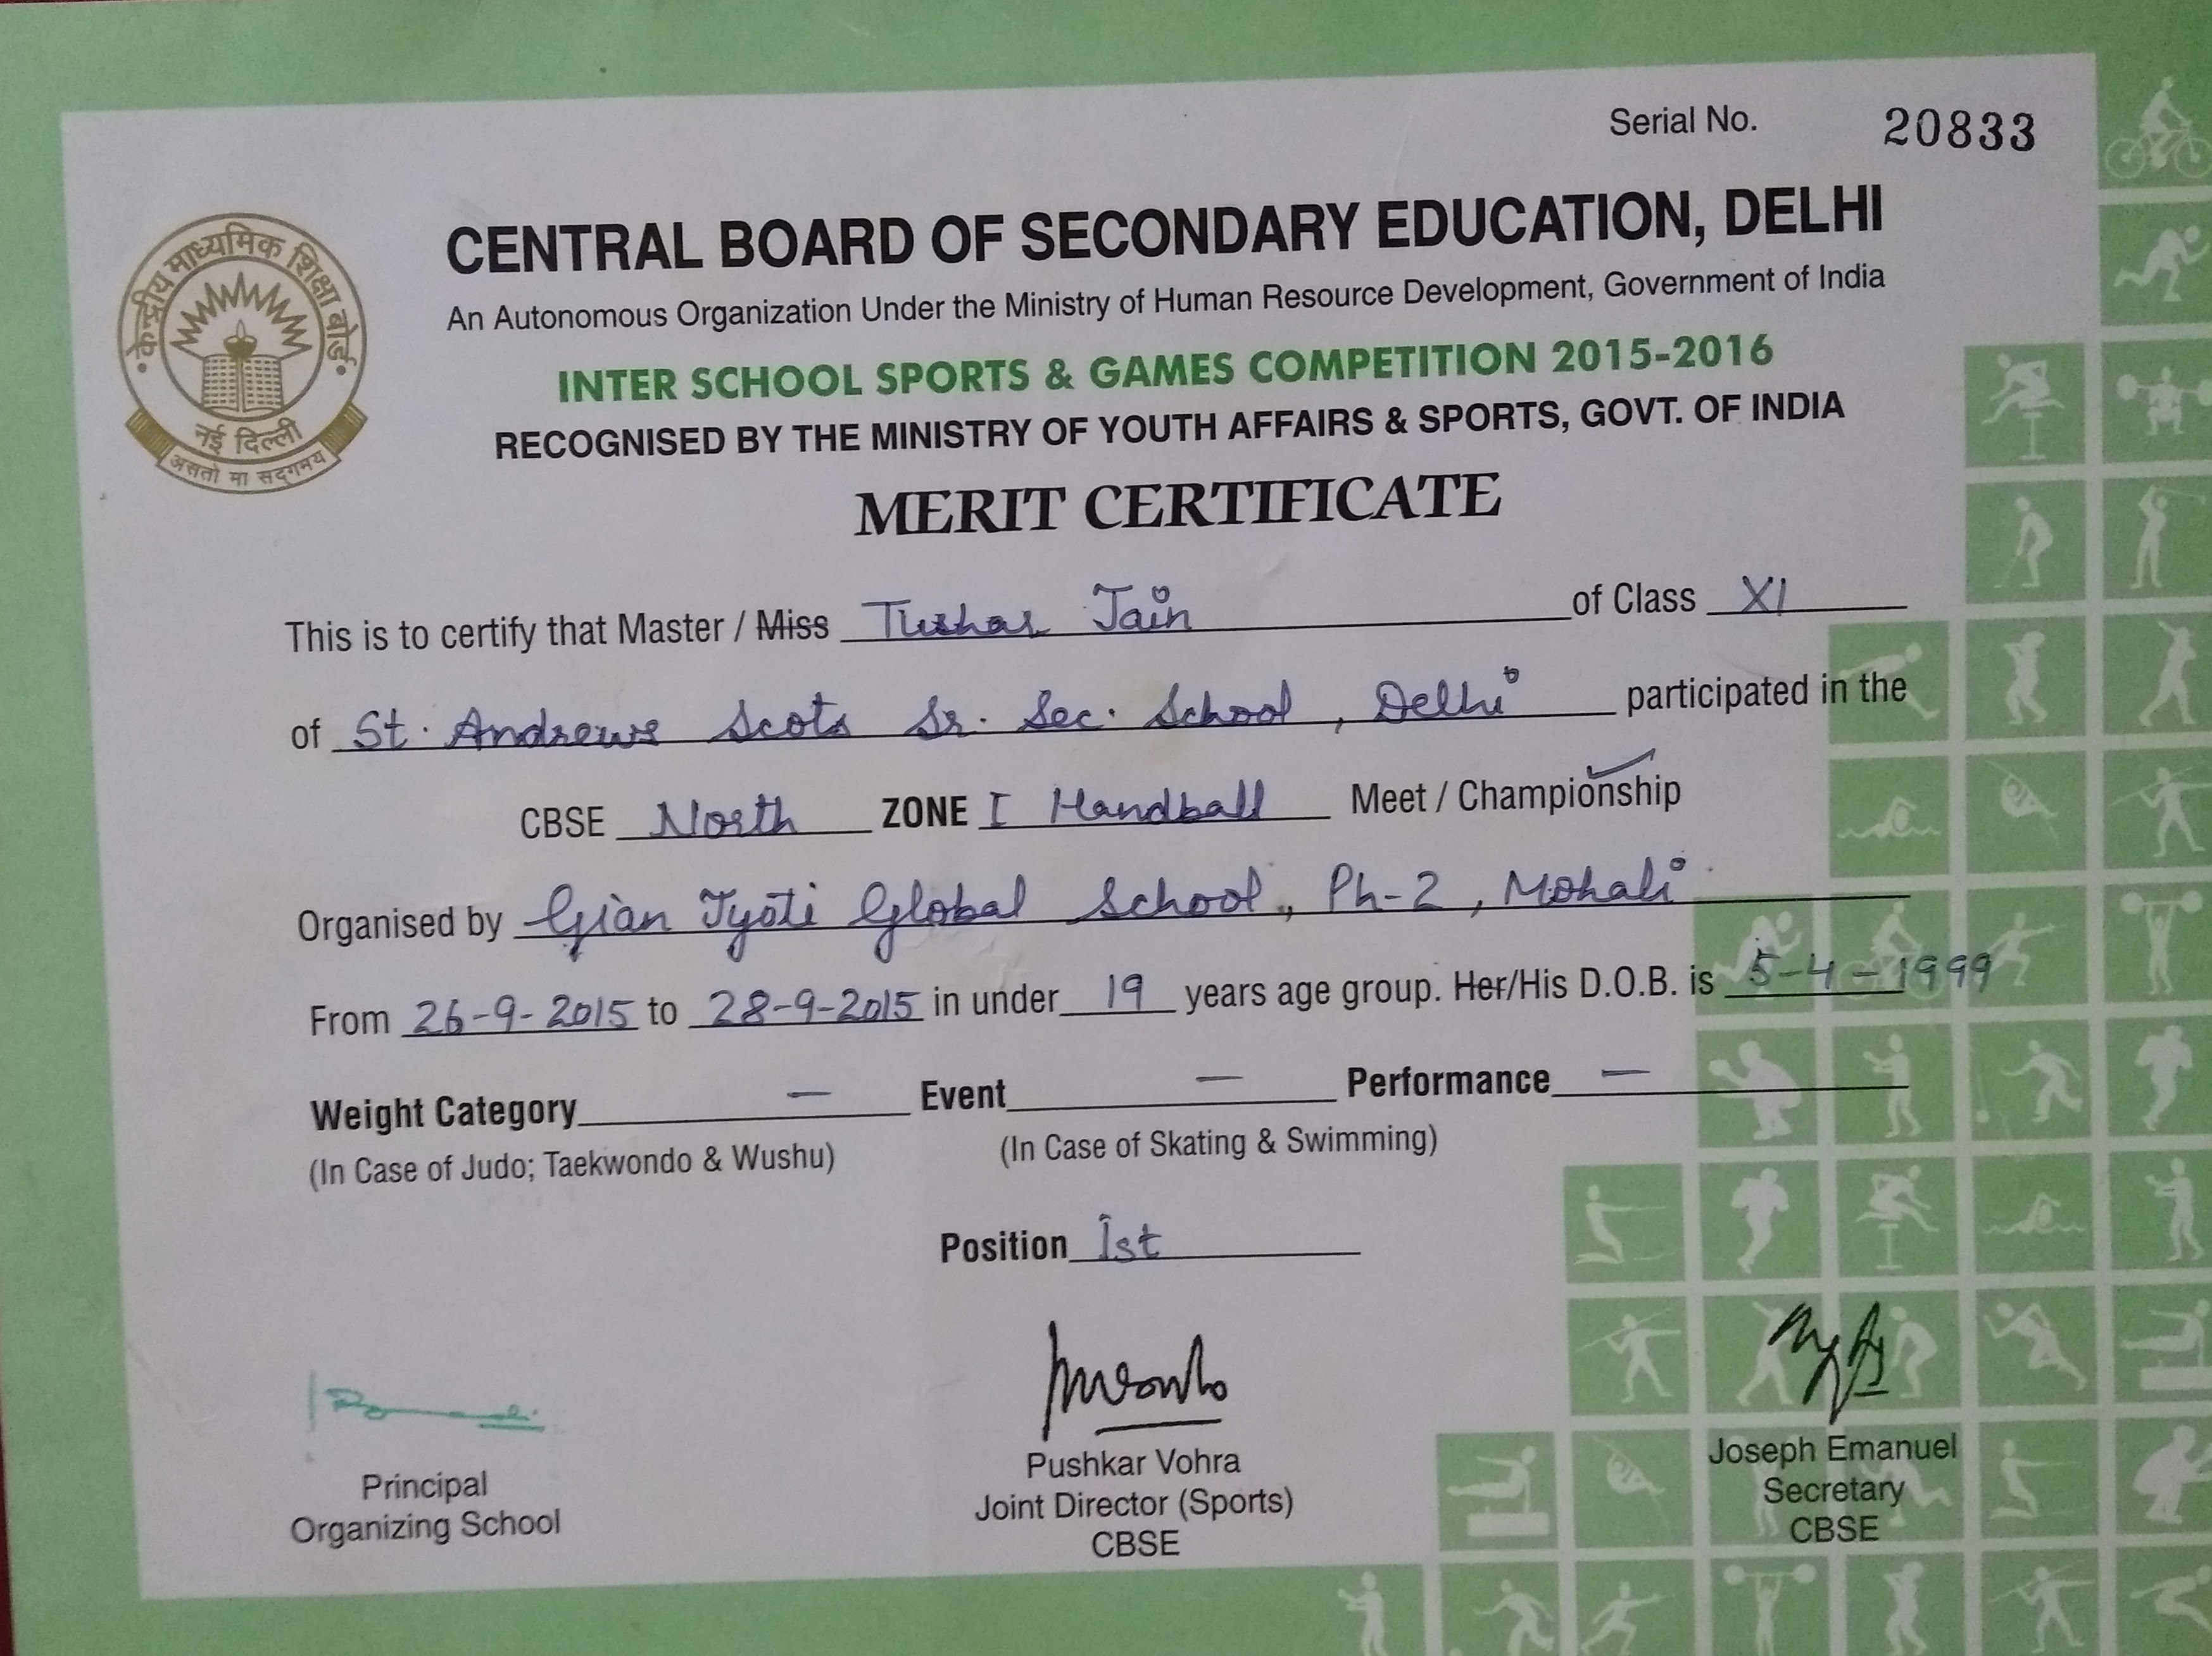 Serial No. 20833
केन्द्रीय माध्यमिक शिक्षा बोर्ड
नई दिल्ली
असतो मा सद्गमय
CENTRAL BOARD OF SECONDARY EDUCATION, DELHI
An Autonomous Organization Under the Ministry of Human Resource Development, Government of India
INTER SCHOOL SPORTS & GAMES COMPETITION 2015-2016
RECOGNISED BY THE MINISTRY OF YOUTH AFFAIRS & SPORTS, GOVT. OF INDIA
MERIT CERTIFICATE
This is to certify that Master / Miss Tushar Jain of Class XI
of St. Andrews Scots Sr. Sec. School, Delhi participated in the
CBSE North ZONE I Handball Meet / Championship
Organised by Gian Jyoti Global School, Ph-2, Mohali
From 26-9-2015 to 28-9-2015 in under 19 years age group. Her/His D.O.B. is 5-4-1999
Weight Category — Event — Performance —
(In Case of Judo; Taekwondo & Wushu) (In Case of Skating & Swimming)
Position Ist
Pushkar Vohra Joseph Emanuel
Principal Joint Director (Sports) Secretary
Organizing School CBSE CBSE